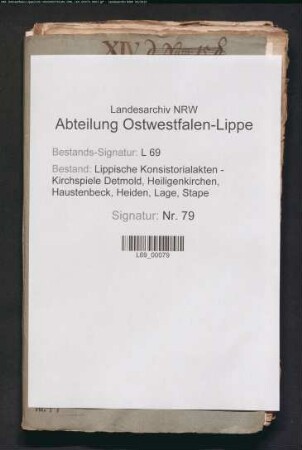 XIV
Landesarchiv NRW
Abteilung Ostwestfalen-Lippe
Bestands-Signatur: L 69
Bestand: Lippische Konsistorialakten -
Kirchspiele Detmold, Heiligenkirchen,
Haustenbeck, Heiden, Lage, Stape
Signatur: Nr. 79
L69_00079